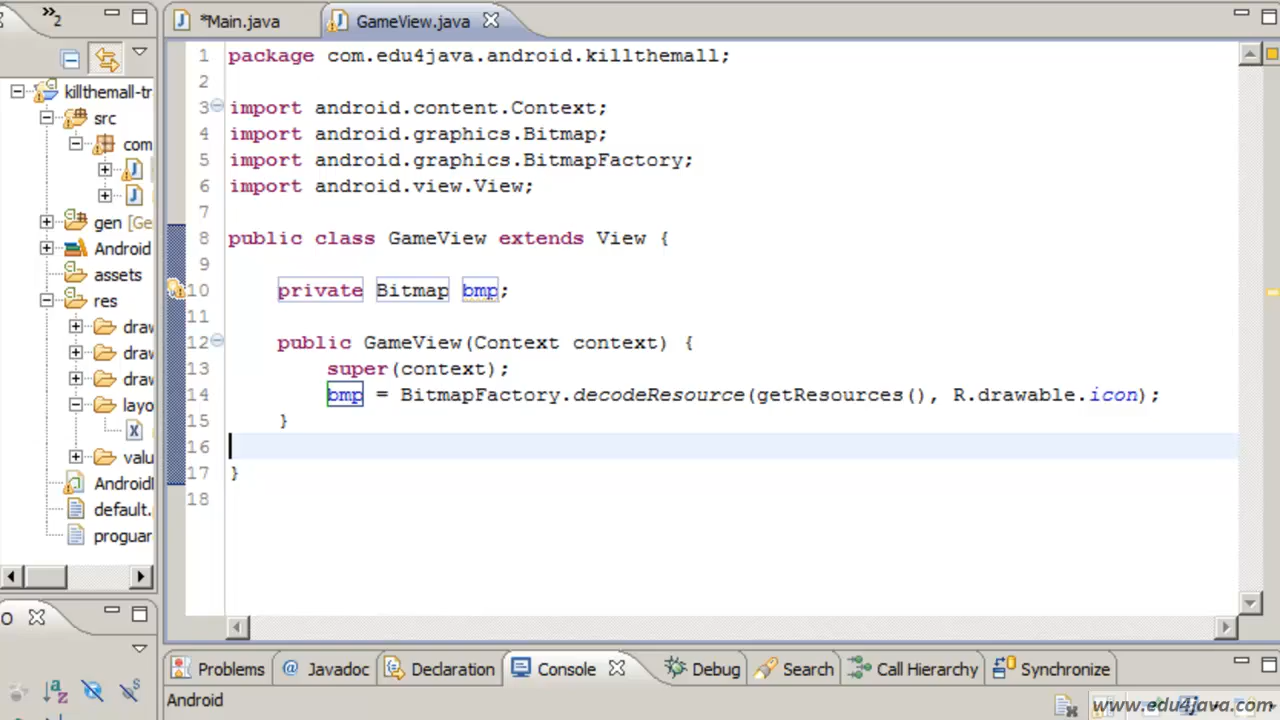 »2
*Main.java
GameView.java
killthemall-tr
src
com
gen [Ge
Android
assets
res
draw
draw
draw
layo
valu
AndroidI
default.
proguar
1 package com.edu4java.android.killthemall;
2
3 import android.content.Context;
4 import android.graphics.Bitmap;
5 import android.graphics.BitmapFactory;
6 import android.view.View;
7
8 public class GameView extends View {
9
10 private Bitmap bmp;
11
12 public GameView(Context context) {
13 super(context);
14 bmp = BitmapFactory.decodeResource(getResources(), R.drawable.icon);
15 }
16
17 }
18
O
Problems
@ Javadoc
Declaration
Console
Debug
Search
Call Hierarchy
Synchronize
Android
www.edu4java.com